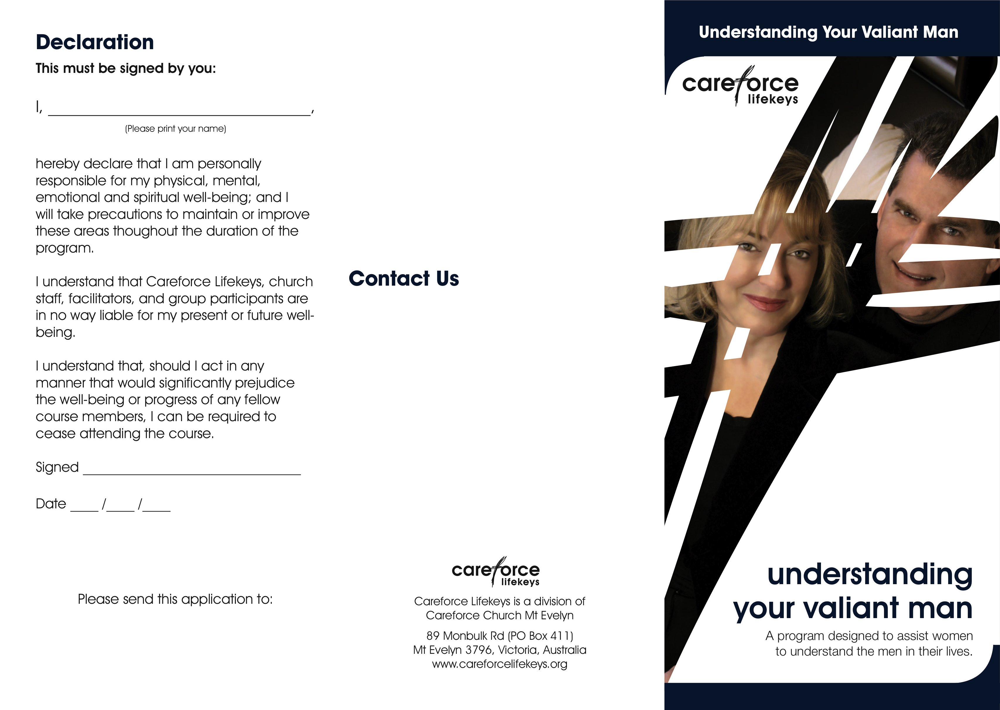 Declaration
This must be signed by you:
I, ____________________________________,
(Please print your name)
hereby declare that I am personally
responsible for my physical, mental,
emotional and spiritual well-being; and I
will take precautions to maintain or improve
these areas thoughout the duration of the
program.
I understand that Careforce Lifekeys, church
staff, facilitators, and group participants are
in no way liable for my present or future well-
being.
I understand that, should I act in any
manner that would significantly prejudice
the well-being or progress of any fellow
course members, I can be required to
cease attending the course.
Signed ______________________________
Date ____ /____ /____
Please send this application to:
Contact Us
careforce
lifekeys
Careforce Lifekeys is a division of
Careforce Church Mt Evelyn
89 Monbulk Rd (PO Box 411)
Mt Evelyn 3796, Victoria, Australia
www.careforcelifekeys.org
Understanding Your Valiant Man
careforce
lifekeys
understanding
your valiant man
A program designed to assist women
to understand the men in their lives.